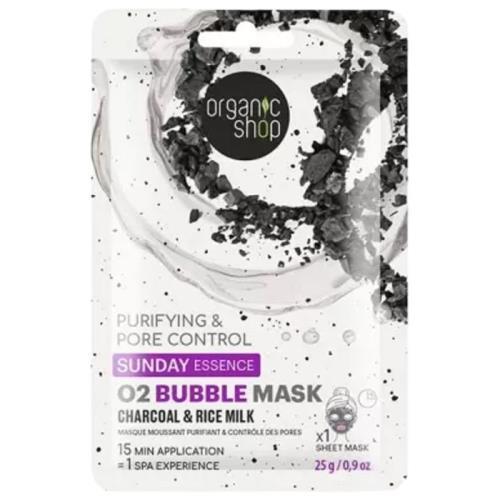 organic
shop
PURIFYING &
PORE CONTROL
SUNDAY ESSENCE
O2 BUBBLE MASK
CHARCOAL & RICE MILK
MASQUE MOUSSANT PURIFIANT & CONTRÔLE DES PORES
15 MIN APPLICATION
= 1 SPA EXPERIENCE
15
x1
SHEET MASK
25 g / 0,9 oz